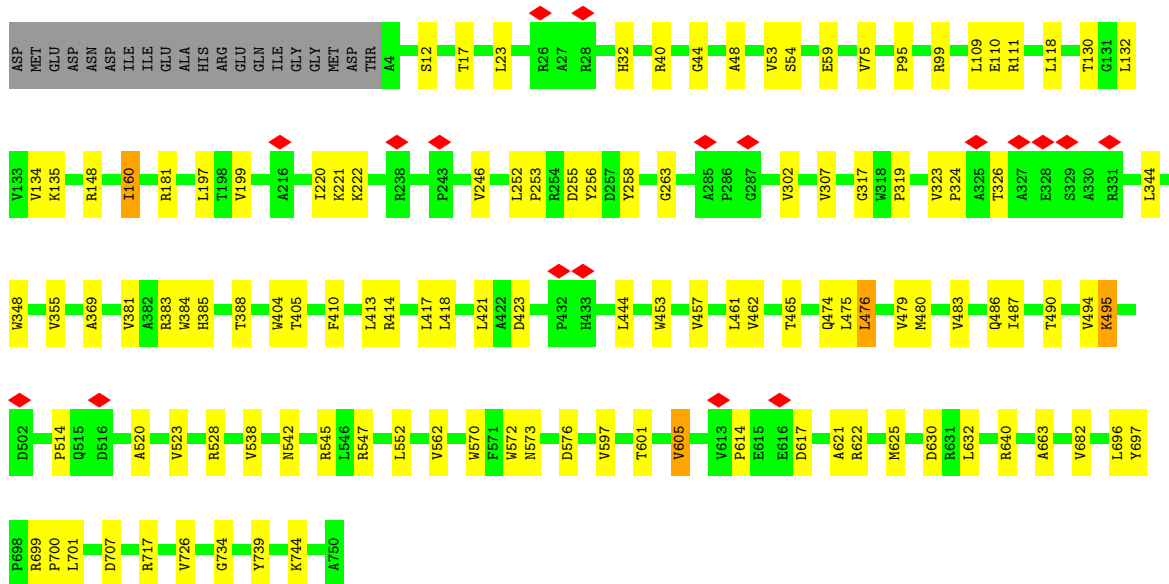 ASP MET GLU ASP ASP ASN ASP ILE ILE GLU ALA HIS ARG GLU GLN ILE GLY GLY MET ASP THR A4 S12 T17 L23 R26 A27 R28 H32 R40 G44 A48 V53 S54 E59 V75 P95 R99 L109 E110 R111 L118 T130 G131 L132
V133 V134 K135 R148 I160 R181 L197 T198 V199 A216 I220 K221 K222 R238 P243 V246 L252 P253 R254 D255 Y256 D257 Y258 G263 A285 P286 G287 V302 V307 G317 W318 P319 V323 P324 A325 T326 A327 E328 S329 A330 R331 L344
W348 V355 A369 V381 A382 R383 W384 H385 T388 W404 T405 F410 L413 R414 L417 L418 L421 A422 D423 P432 H433 L444 W453 V457 L461 V462 T465 Q474 L475 L476 V479 M480 V483 Q486 I487 T490 V494 K495
D502 P514 Q515 D516 A520 V523 R528 V538 N542 R545 L546 R547 L552 V562 W570 F571 W572 N573 D576 V597 T601 V605 V613 P614 E615 E616 D617 A621 R622 M625 D630 R631 L632 R640 A663 V682 L696 Y697
P698 R699 P700 L701 D707 R717 V726 G734 Y739 K744 A750